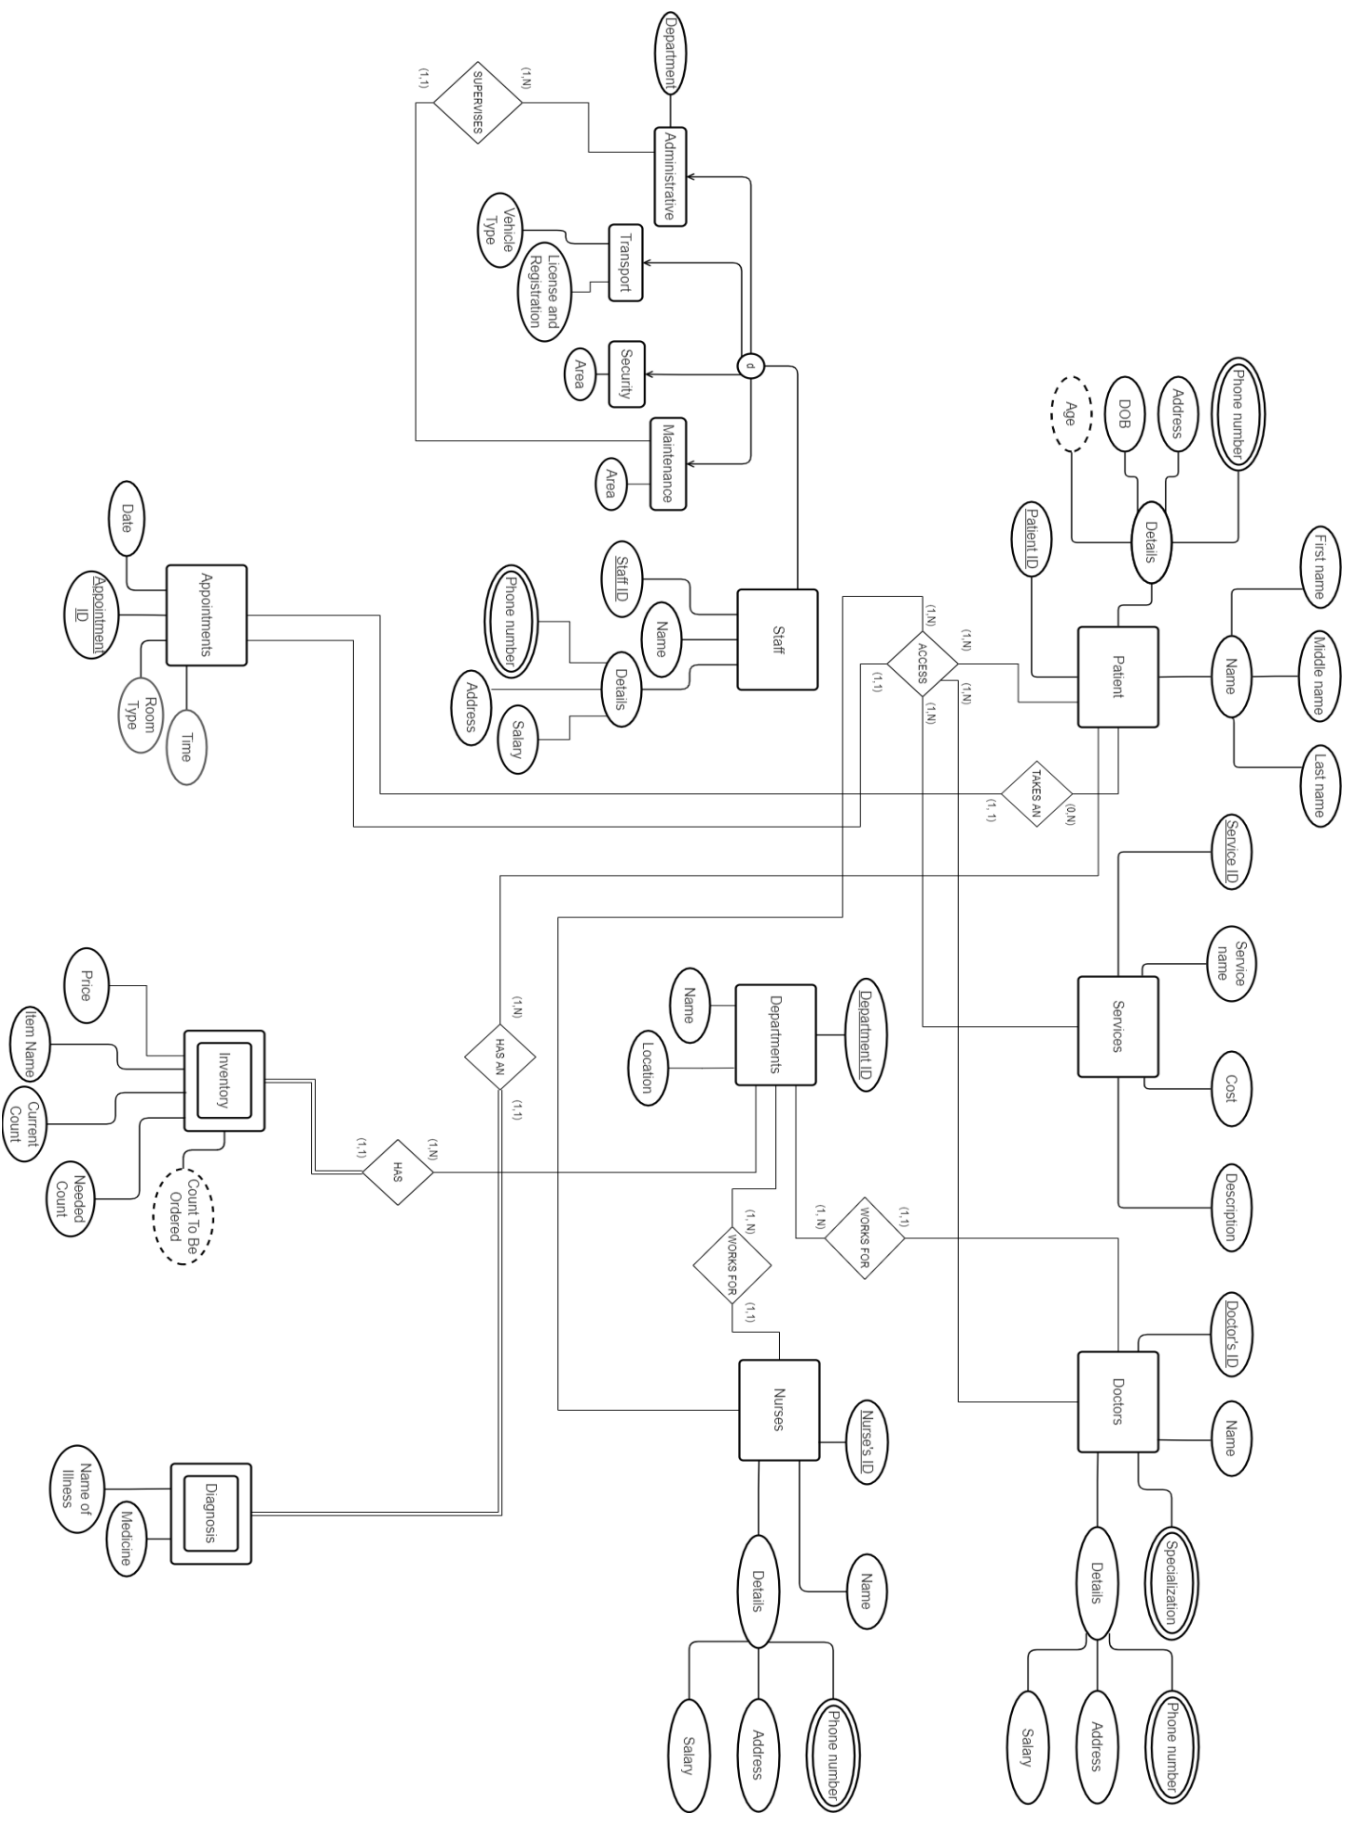 First name
Middle name
Last name
Phone number
Address
DOB
Age
Details
Name
Patient ID
Patient
Service ID
Service
name
Cost
Description
Services
Doctor's ID
Name
Doctors
Specialization
Details
Phone number
Address
Salary
(1,N)
(1,N)
ACCESS
(1,N)
(1,1)
(1,N)
TAKES AN
(0,N)
(1, 1)
Department ID
Departments
Name
Location
WORKS FOR
(1,1)
(1, N)
WORKS FOR
(1, N)
(1,1)
Nurse's ID
Nurses
Name
Details
Phone number
Address
Salary
Staff
Staff ID
Name
Details
Phone number
Address
Salary
d
Department
Administrative
Transport
Security
Maintenance
Vehicle
Type
License and
Registration
Area
Area
(1,N)
SUPERVISES
(1,1)
(1,N)
HAS AN
(1,1)
(1,N)
HAS
(1,1)
Appointments
Date
Appointment
ID
Room
Type
Time
Inventory
Price
Item Name
Current
Count
Needed
Count
Count To Be
Ordered
Diagnosis
Name of
Illness
Medicine